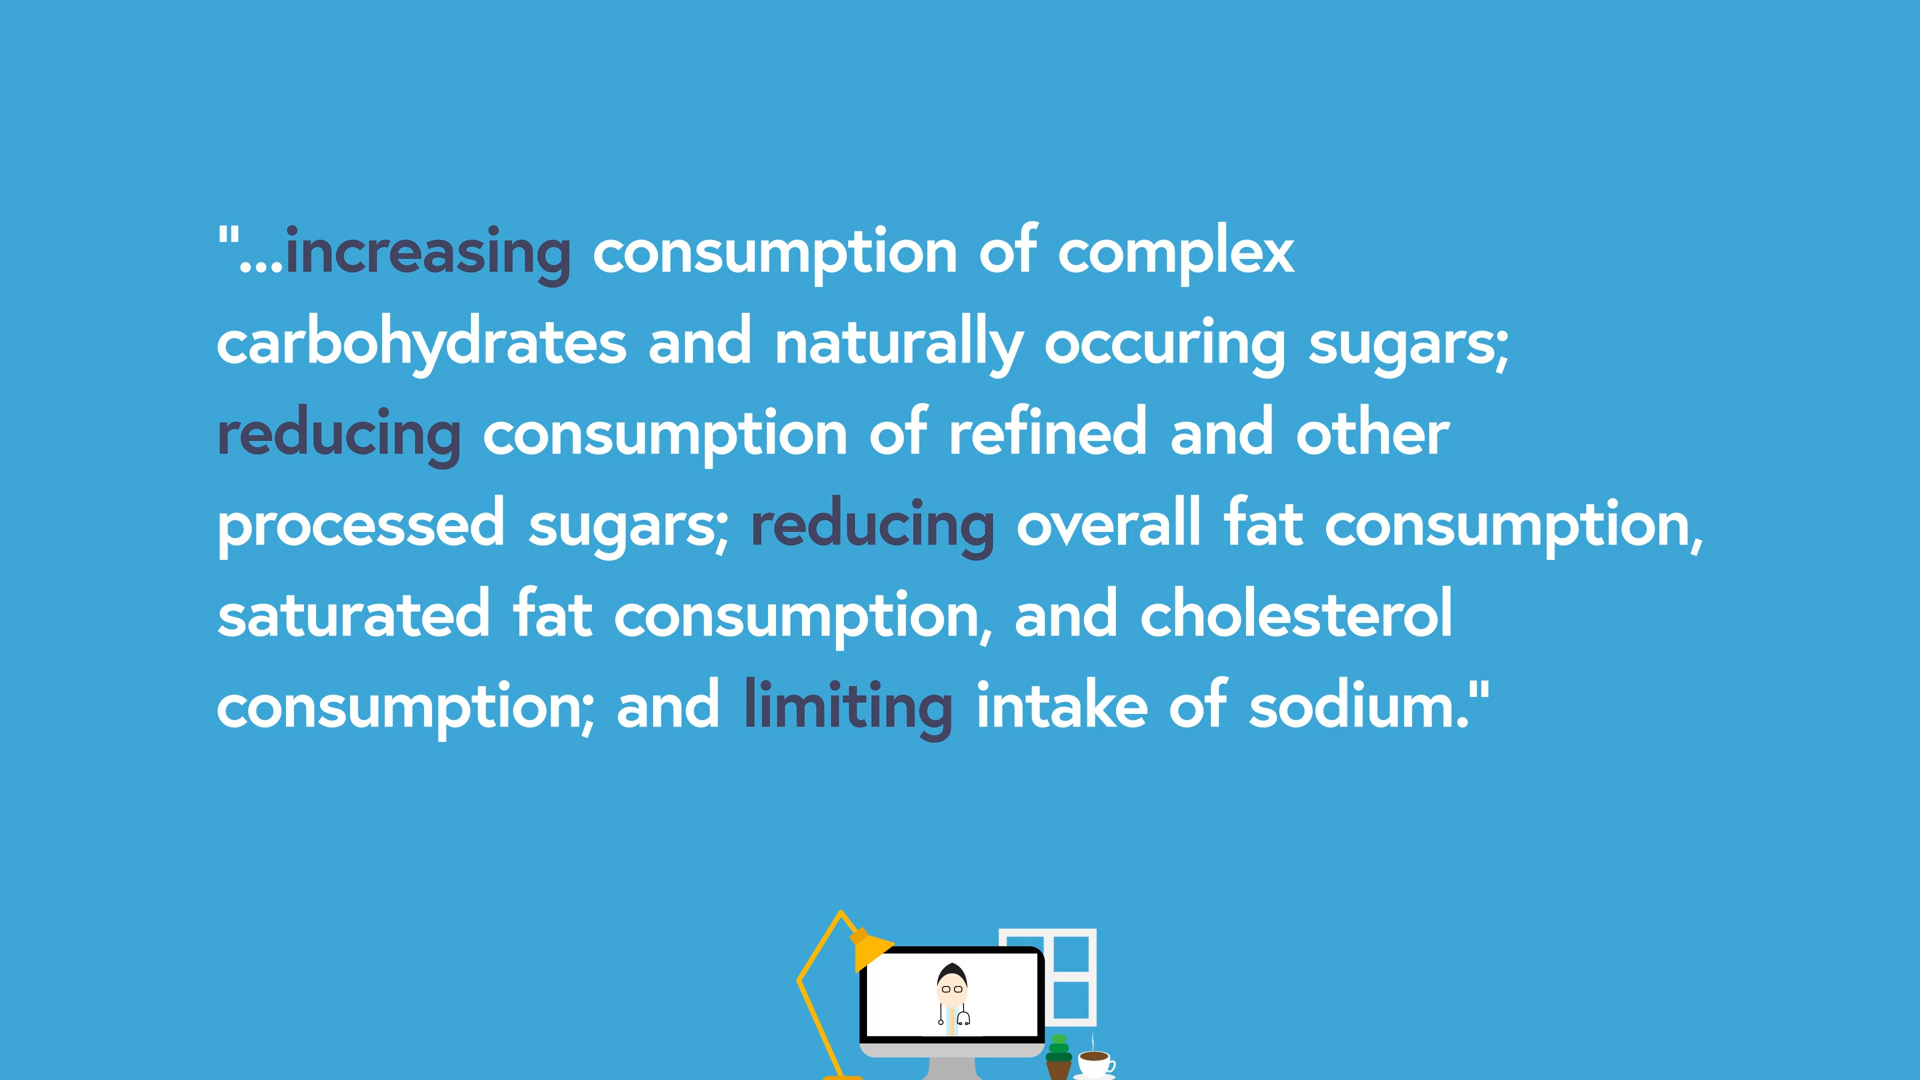 "...increasing consumption of complex
carbohydrates and naturally occuring sugars;
reducing consumption of refined and other
processed sugars; reducing overall fat consumption,
saturated fat consumption, and cholesterol
consumption; and limiting intake of sodium."